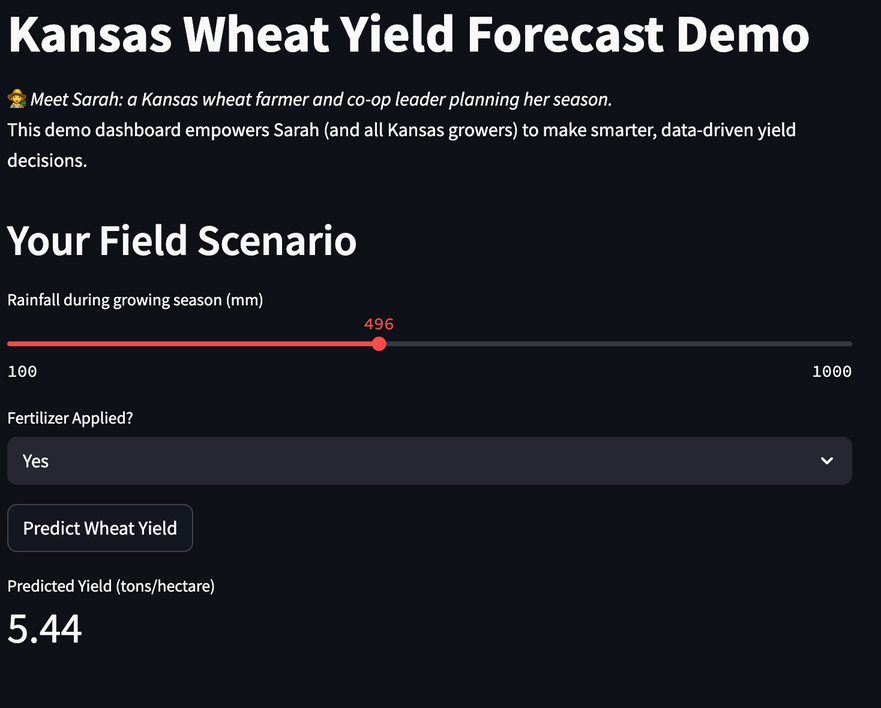 Kansas Wheat Yield Forecast Demo
Meet Sarah: a Kansas wheat farmer and co-op leader planning her season.
This demo dashboard empowers Sarah (and all Kansas growers) to make smarter, data-driven yield
decisions.
Your Field Scenario
Rainfall during growing season (mm)
496
100 1000
Fertilizer Applied?
Yes
Predict Wheat Yield
Predicted Yield (tons/hectare)
5.44